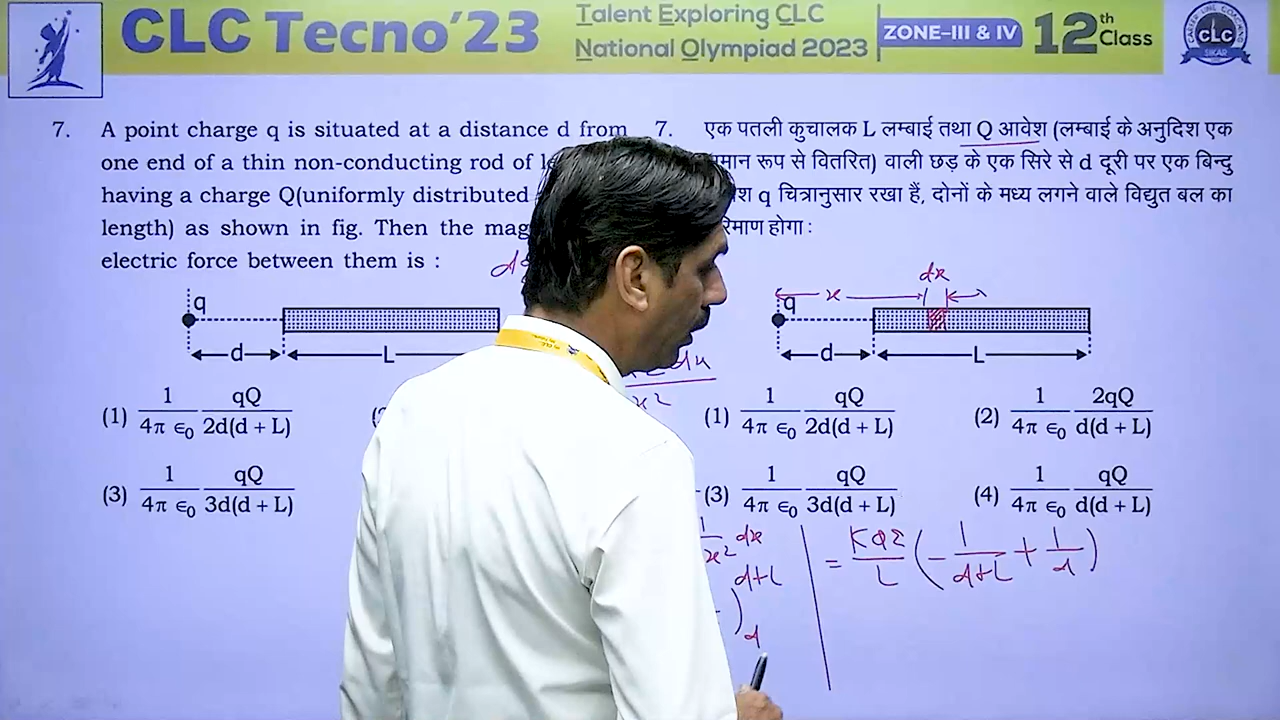 CLC Tecno'23
Talent Exploring CLC
National Olympiad 2023
ZONE–III & IV
12th Class
CLC
SIKAR
7. A point charge q is situated at a distance d from
one end of a thin non-conducting rod of
having a charge Q(uniformly distributed
length) as shown in fig. Then the
electric force between them is :
q
d
L
(1) 1/4π ∈0 qQ/2d(d + L)
(3) 1/4π ∈0 qQ/3d(d + L)
7. एक पतली कुचालक L लम्बाई तथा Q आवेश (लम्बाई के अनुदिश एक
रूप से वितरित) वाली छड़ के एक सिरे से d दूरी पर एक बिन्दु
q चित्रानुसार रखा हैं, दोनों के मध्य लगने वाले विद्युत बल का
होगा :
dx
x
q
d
L
(1) 1/4π ∈0 qQ/2d(d + L)
(2) 1/4π ∈0 2qQ/d(d + L)
(3) 1/4π ∈0 qQ/3d(d + L)
(4) 1/4π ∈0 qQ/d(d + L)
1/x² dx
d+L
d
= KQq/L (- 1/d+L + 1/d)